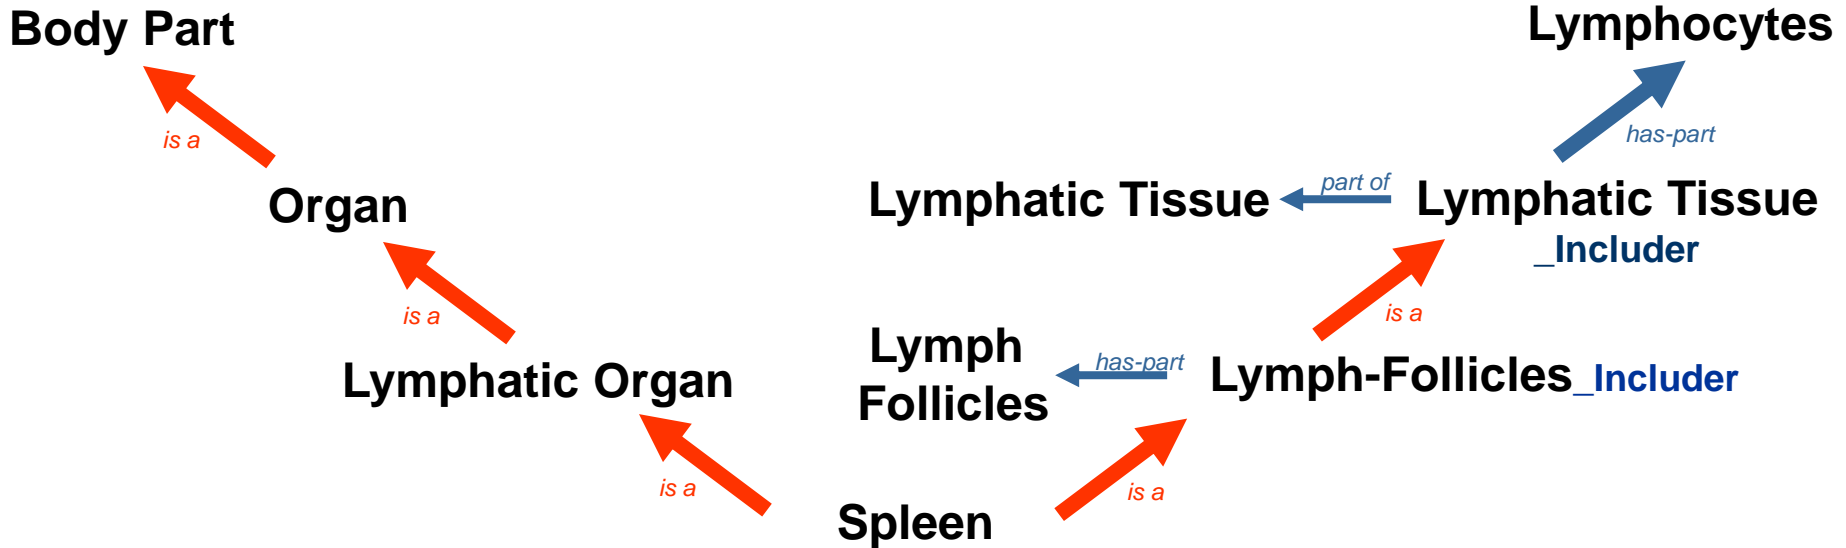 Body Part
Lymphocytes
is a
has-part
Organ
Lymphatic Tissue
part of
Lymphatic Tissue
_Includer
is a
is a
Lymphatic Organ
Lymph
Follicles
has-part
Lymph-Follicles_Includer
is a
is a
Spleen